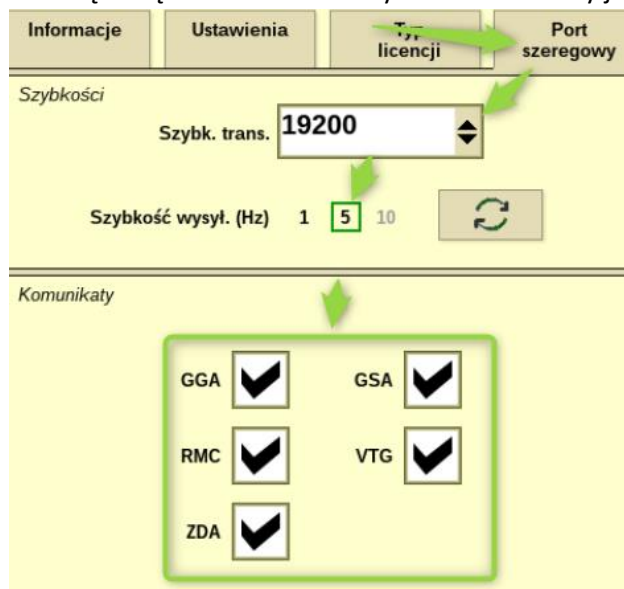 Informacje Ustawienia licencji Port szeregowy
Szybkości
Szybk. trans. 19200
Szybkość wysył. (Hz) 1 5 10
Komunikaty
GGA GSA
RMC VTG
ZDA